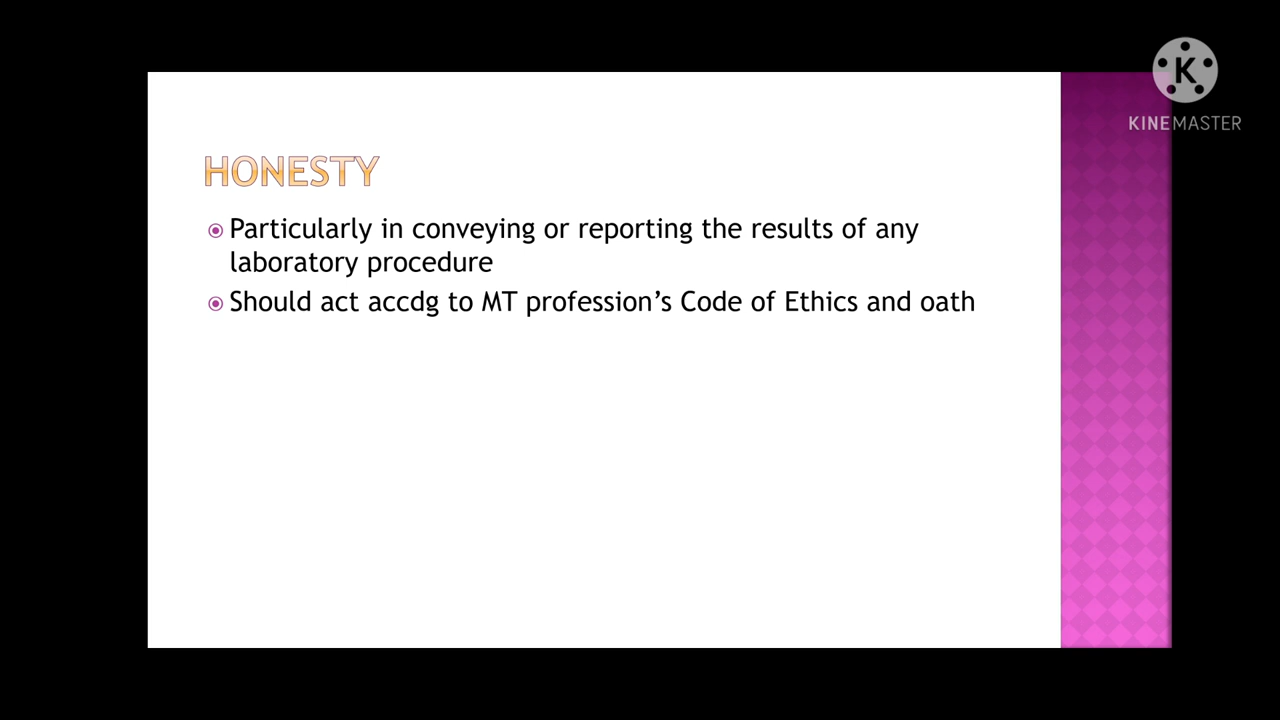 KINEMASTER
HONESTY
Particularly in conveying or reporting the results of any
laboratory procedure
Should act accdg to MT profession's Code of Ethics and oath